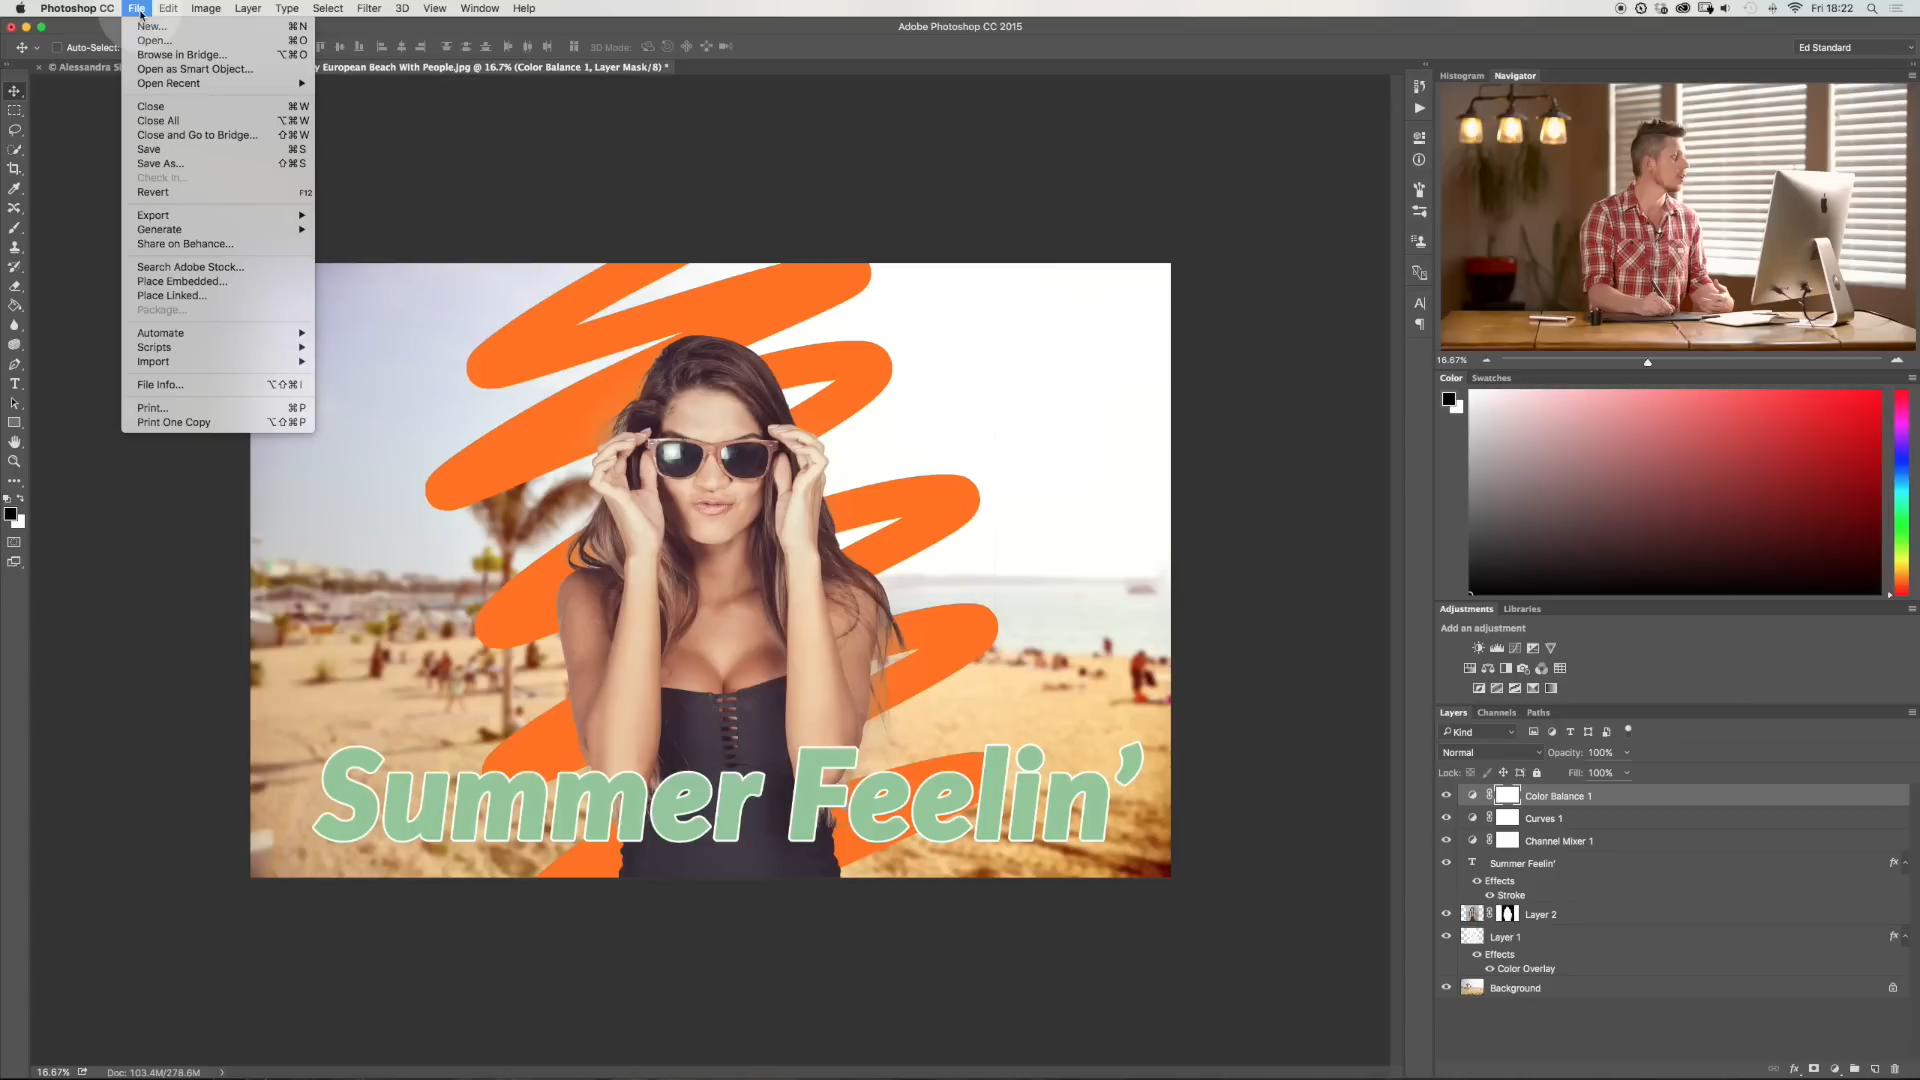 Photoshop CC File Edit Image Layer Type Select Filter 3D View Window Help Fri 18:22
Adobe Photoshop CC 2015
Auto-Select: 3D Mode: Ed Standard
× © Alessandra Sl y European Beach With People.jpg @ 16.7% (Color Balance 1, Layer Mask/8) *
New... ⌘N
Open... ⌘O
Browse in Bridge... ⌥⌘O
Open as Smart Object...
Open Recent
Close ⌘W
Close All ⌥⌘W
Close and Go to Bridge... ⇧⌘W
Save ⌘S
Save As... ⇧⌘S
Check In...
Revert F12
Export
Generate
Share on Behance...
Search Adobe Stock...
Place Embedded...
Place Linked...
Package...
Automate
Scripts
Import
File Info... ⌥⇧⌘I
Print... ⌘P
Print One Copy ⌥⇧⌘P
Summer Feelin’
Histogram Navigator
16.67%
Color Swatches
Adjustments Libraries
Add an adjustment
Layers Channels Paths
Kind
Normal Opacity: 100%
Lock: Fill: 100%
Color Balance 1
Curves 1
Channel Mixer 1
T Summer Feelin' fx
Effects
Stroke
Layer 2
Layer 1 fx
Effects
Color Overlay
Background
16.67% Doc: 103.4M/278.6M